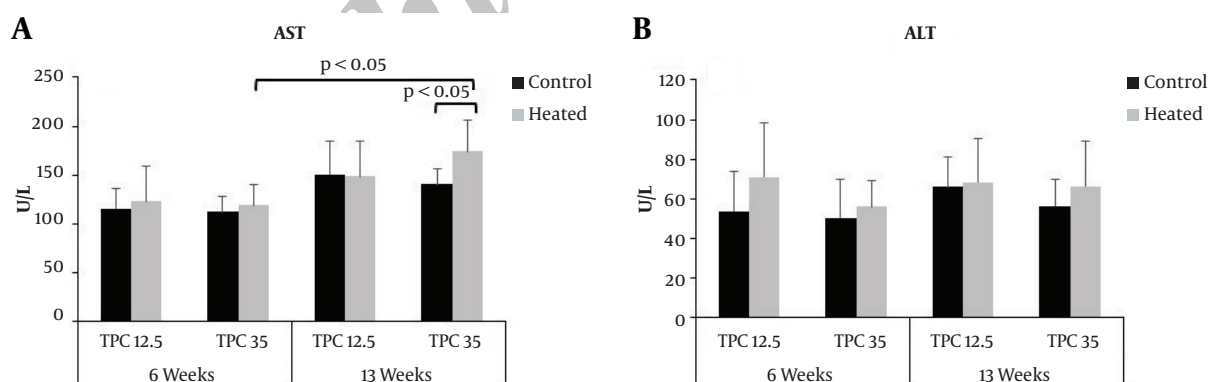 A
AST
250
200
150
100
50
0
U/L
p < 0.05
p < 0.05
Control
Heated
TPC 12.5 TPC 35 TPC 12.5 TPC 35
6 Weeks 13 Weeks
B
ALT
120
100
80
60
40
20
0
U/L
Control
Heated
TPC 12.5 TPC 35 TPC 12.5 TPC 35
6 Weeks 13 Weeks